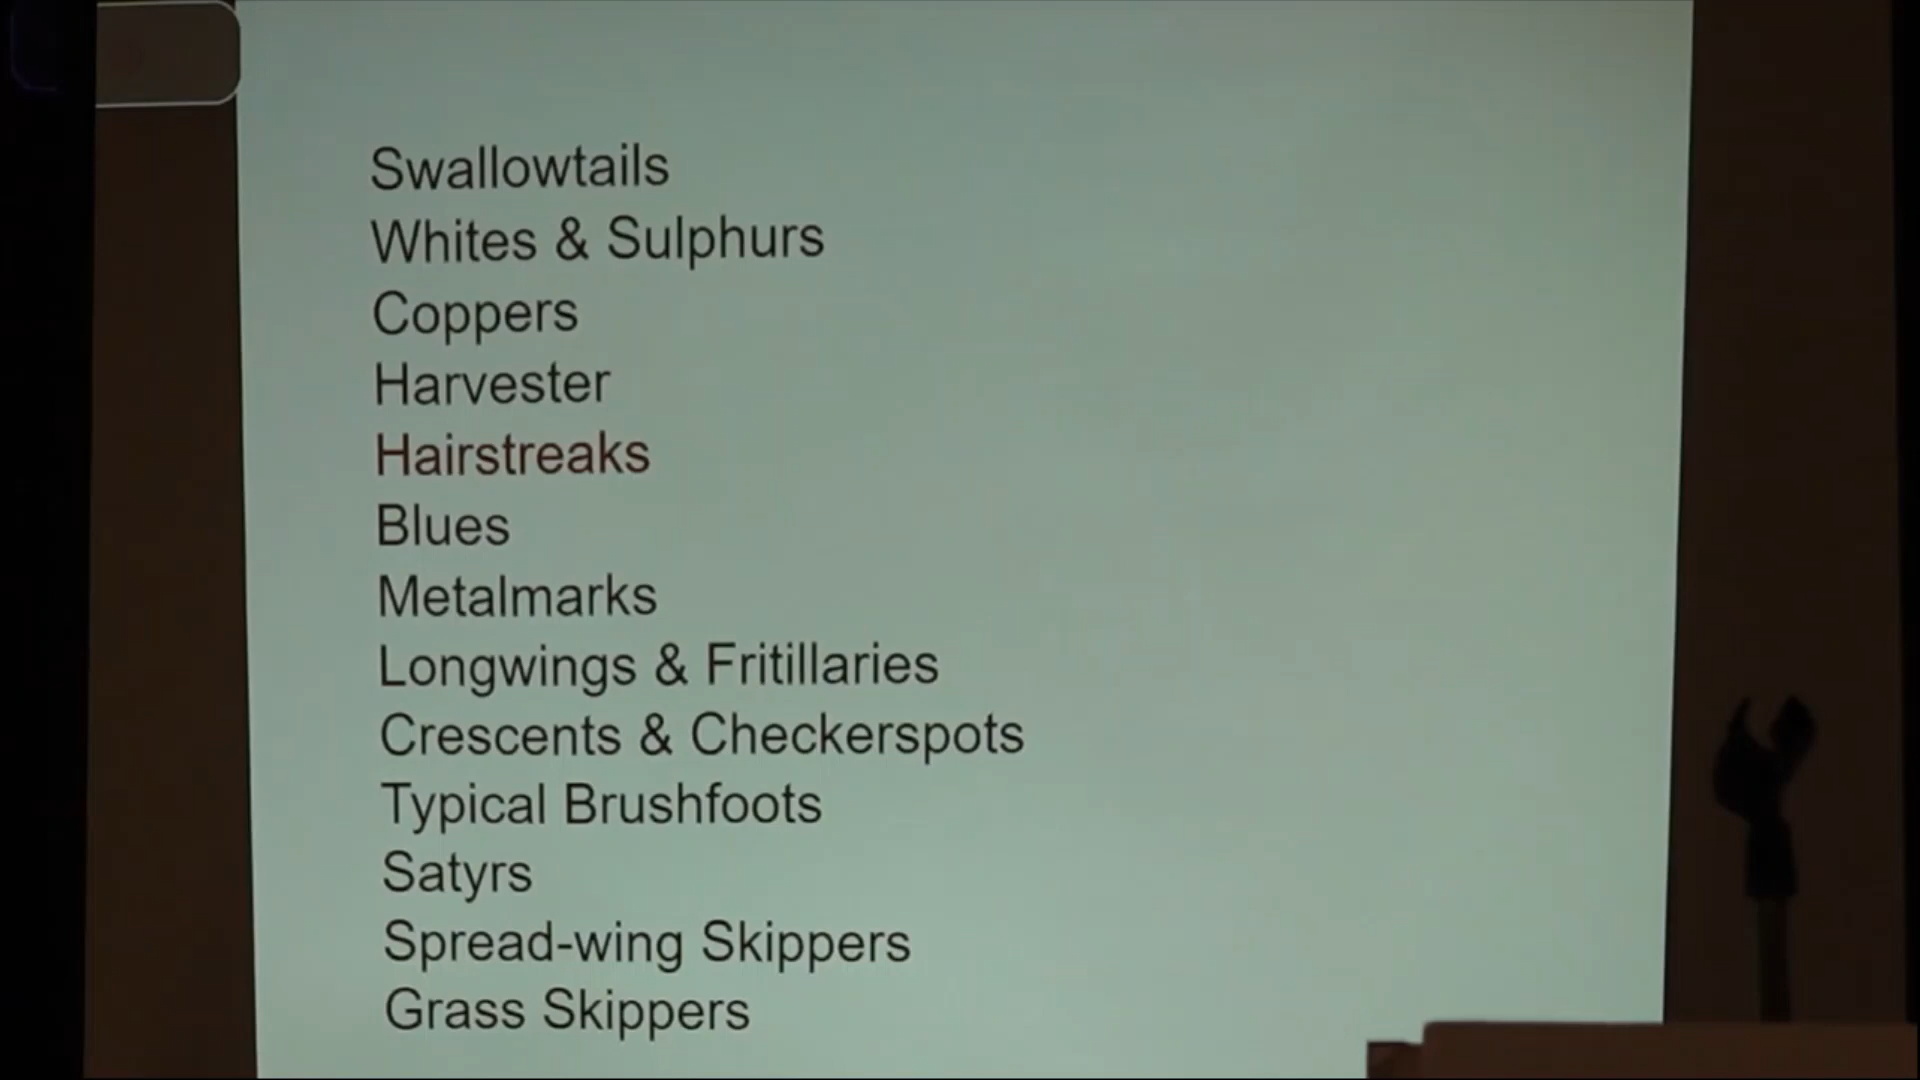 Swallowtails
Whites & Sulphurs
Coppers
Harvester
Hairstreaks
Blues
Metalmarks
Longwings & Fritillaries
Crescents & Checkerspots
Typical Brushfoots
Satyrs
Spread-wing Skippers
Grass Skippers